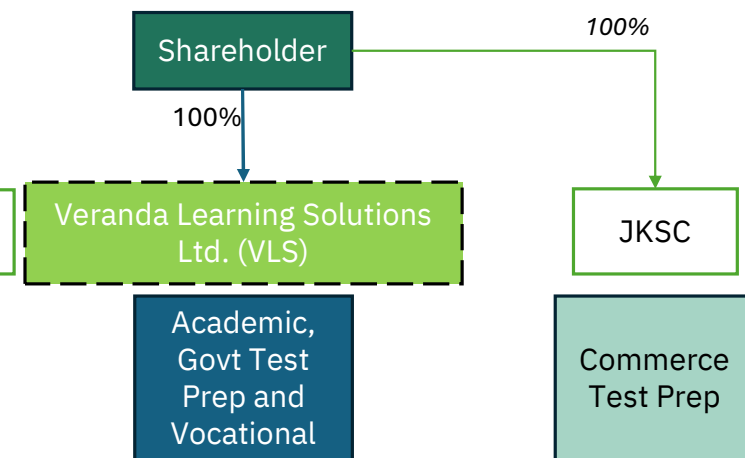 Shareholder
100%
100%
Veranda Learning Solutions
Ltd. (VLS)
JKSC
Academic,
Govt Test
Prep and
Vocational
Commerce
Test Prep